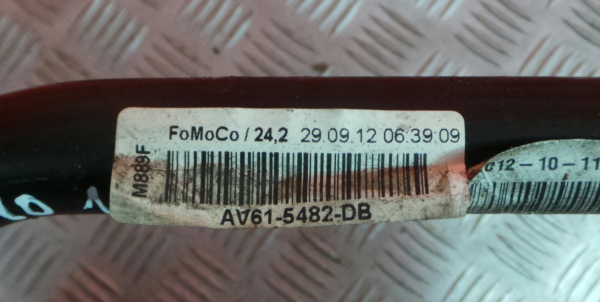 FoMoCo / 24,2 29.09.12 06:39:09
M889F
AV61-5482-DB
G12-10-11